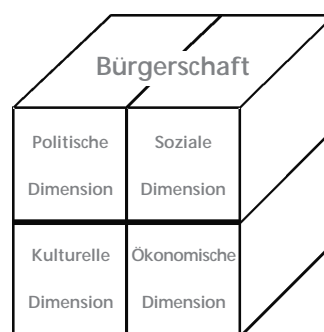 Bürgerschaft
Politische
Dimension
Soziale
Dimension
Kulturelle
Dimension
Ökonomische
Dimension